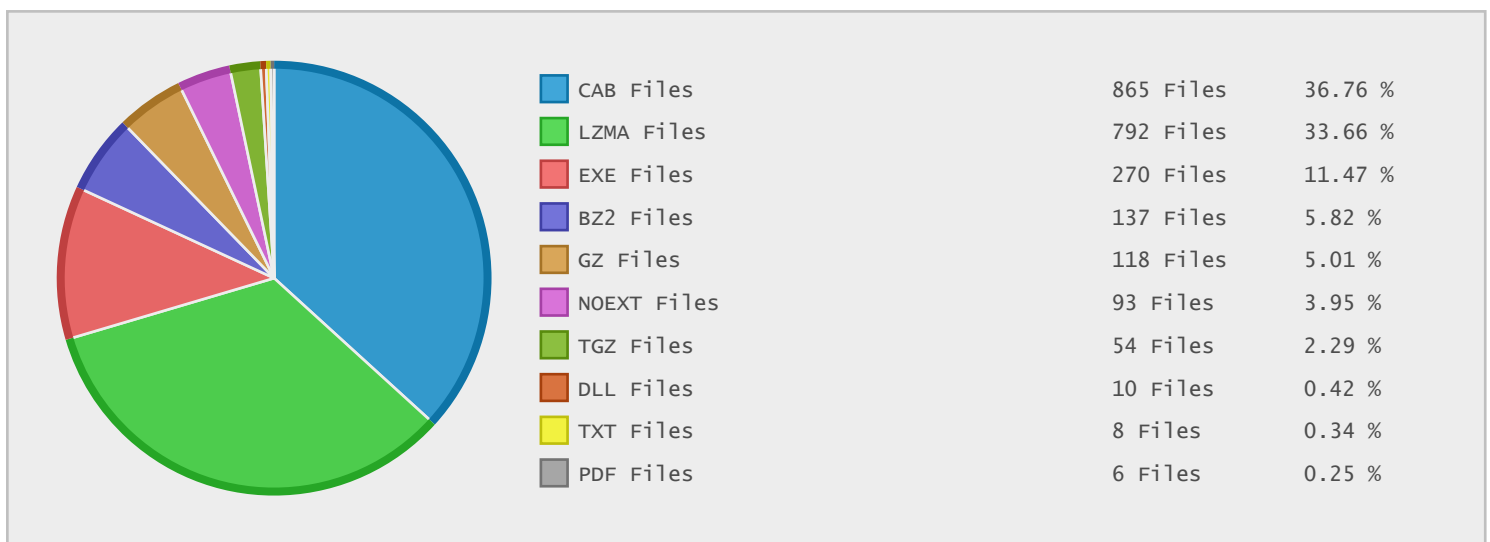 CAB Files 865 Files 36.76 %
LZMA Files 792 Files 33.66 %
EXE Files 270 Files 11.47 %
BZ2 Files 137 Files 5.82 %
GZ Files 118 Files 5.01 %
NOEXT Files 93 Files 3.95 %
TGZ Files 54 Files 2.29 %
DLL Files 10 Files 0.42 %
TXT Files 8 Files 0.34 %
PDF Files 6 Files 0.25 %